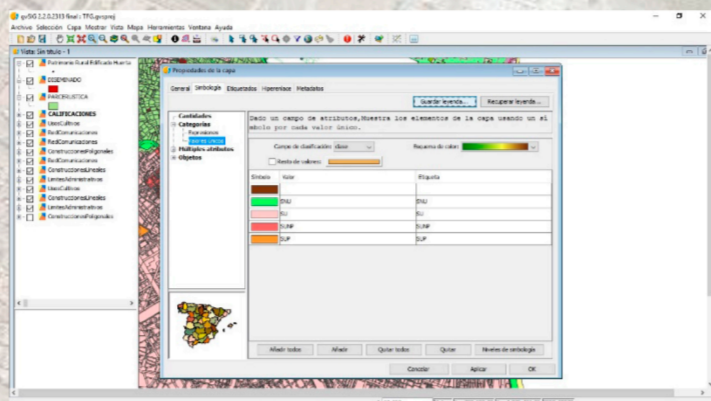 gvSIG 2.2.0.2313 final : TFG.gvsproj
Archivo Selección Capa Mostrar Vista Mapa Herramientas Ventana Ayuda
Vista: Sin título - 1
Patrimonio Rural Edificado Huerta
DISEMINADO
PARCERUSTICA
CALIFICACIONES
UsosCultivos
RedComunicaciones
RedComunicaciones
RedComunicaciones
ConstruccionesPoligonales
ConstruccionesLineales
LimitesAdministrativos
UsosCultivos
ConstruccionesLineales
LimitesAdministrativos
ConstruccionesPoligonales
Propiedades de la capa
General Simbología Etiquetados Hiperenlace Metadatos
Guardar leyenda... Recuperar leyenda...
Cantidades
Categorías
Expresiones
Valores únicos
Múltiples atributos
Objetos
Dado un campo de atributos,Muestra los elementos de la capa usando un sí
mbolo por cada valor único.
Campo de clasificación: clase
Esquema de color:
Resto de valores:
Símbolo Valor Etiqueta
SNU SNU
SU SU
SUNP SUNP
SUP SUP
Añadir todos Añadir Quitar todos Quitar Niveles de simbología
Cancelar Aplicar OK